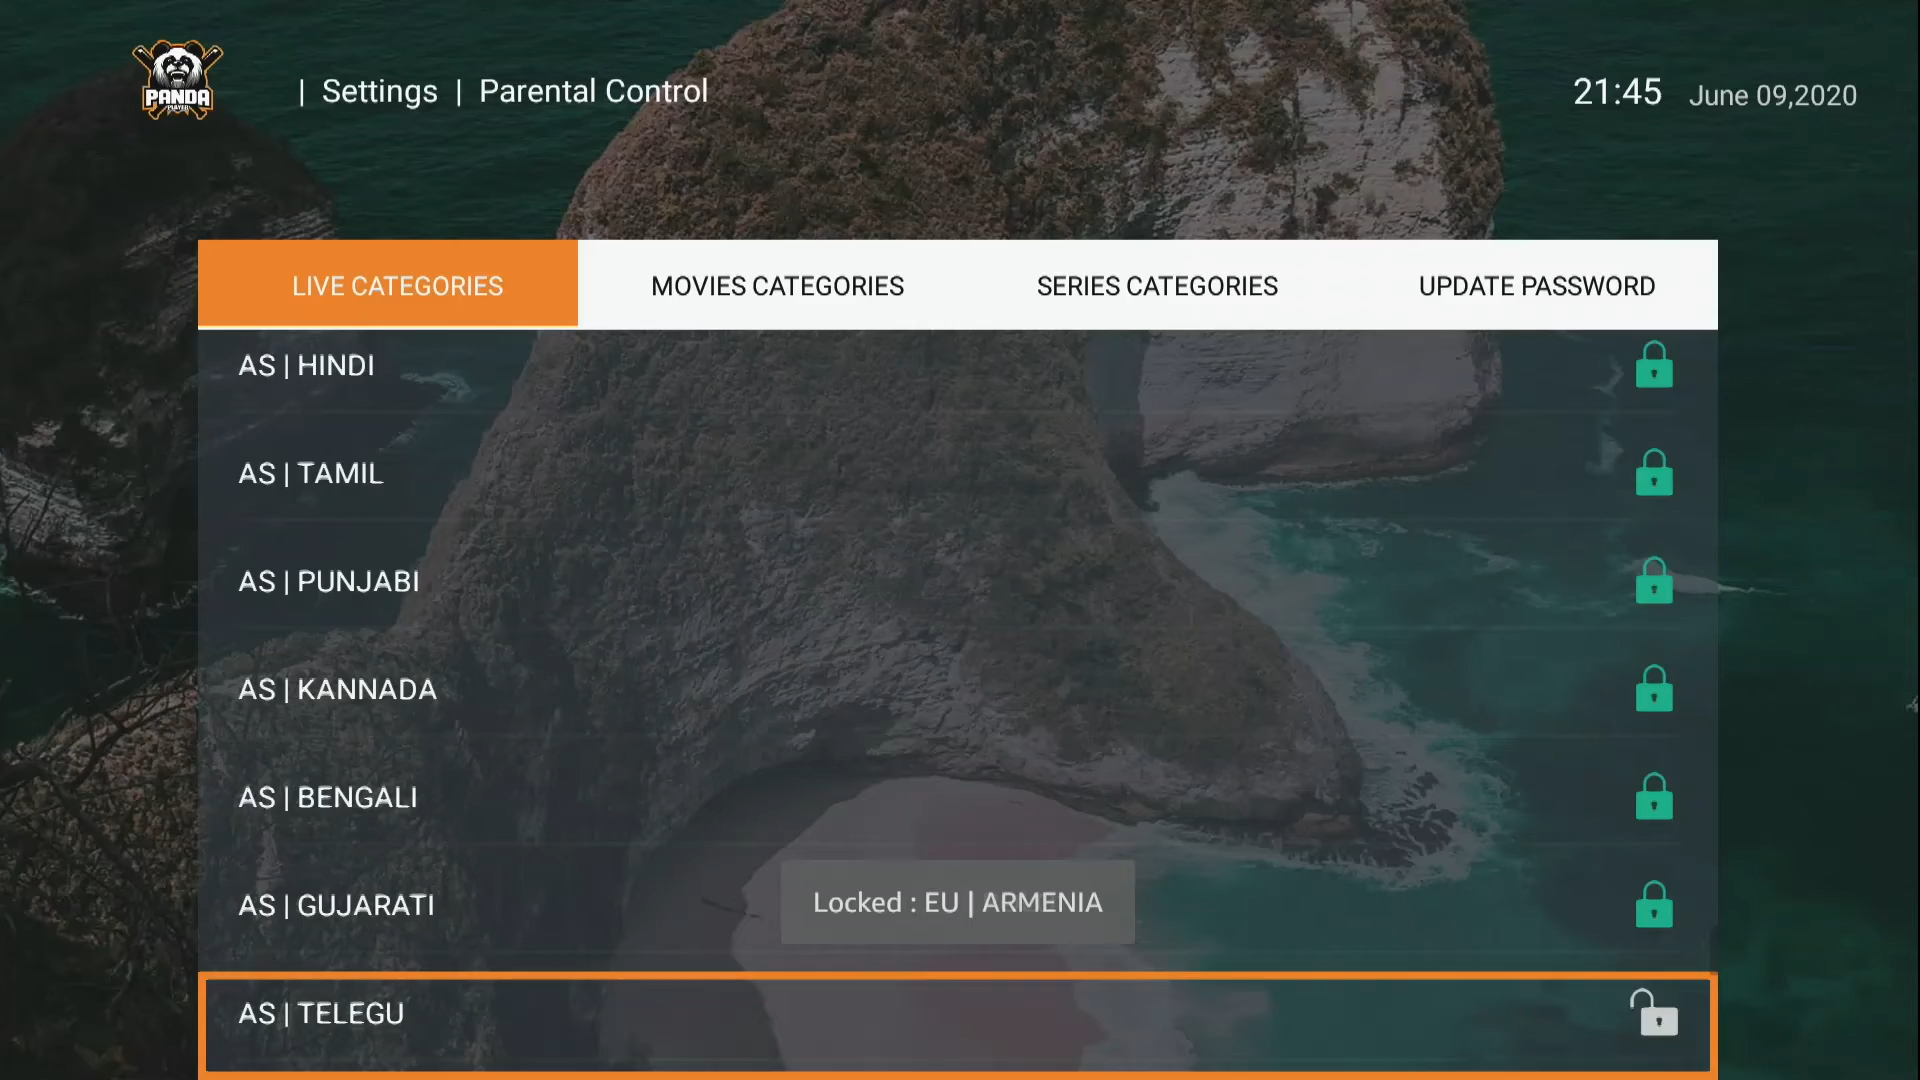 PANDA
PLAYER
| Settings | Parental Control
21:45 June 09,2020
LIVE CATEGORIES MOVIES CATEGORIES SERIES CATEGORIES UPDATE PASSWORD
AS | HINDI
AS | TAMIL
AS | PUNJABI
AS | KANNADA
AS | BENGALI
AS | GUJARATI
Locked : EU | ARMENIA
AS | TELEGU